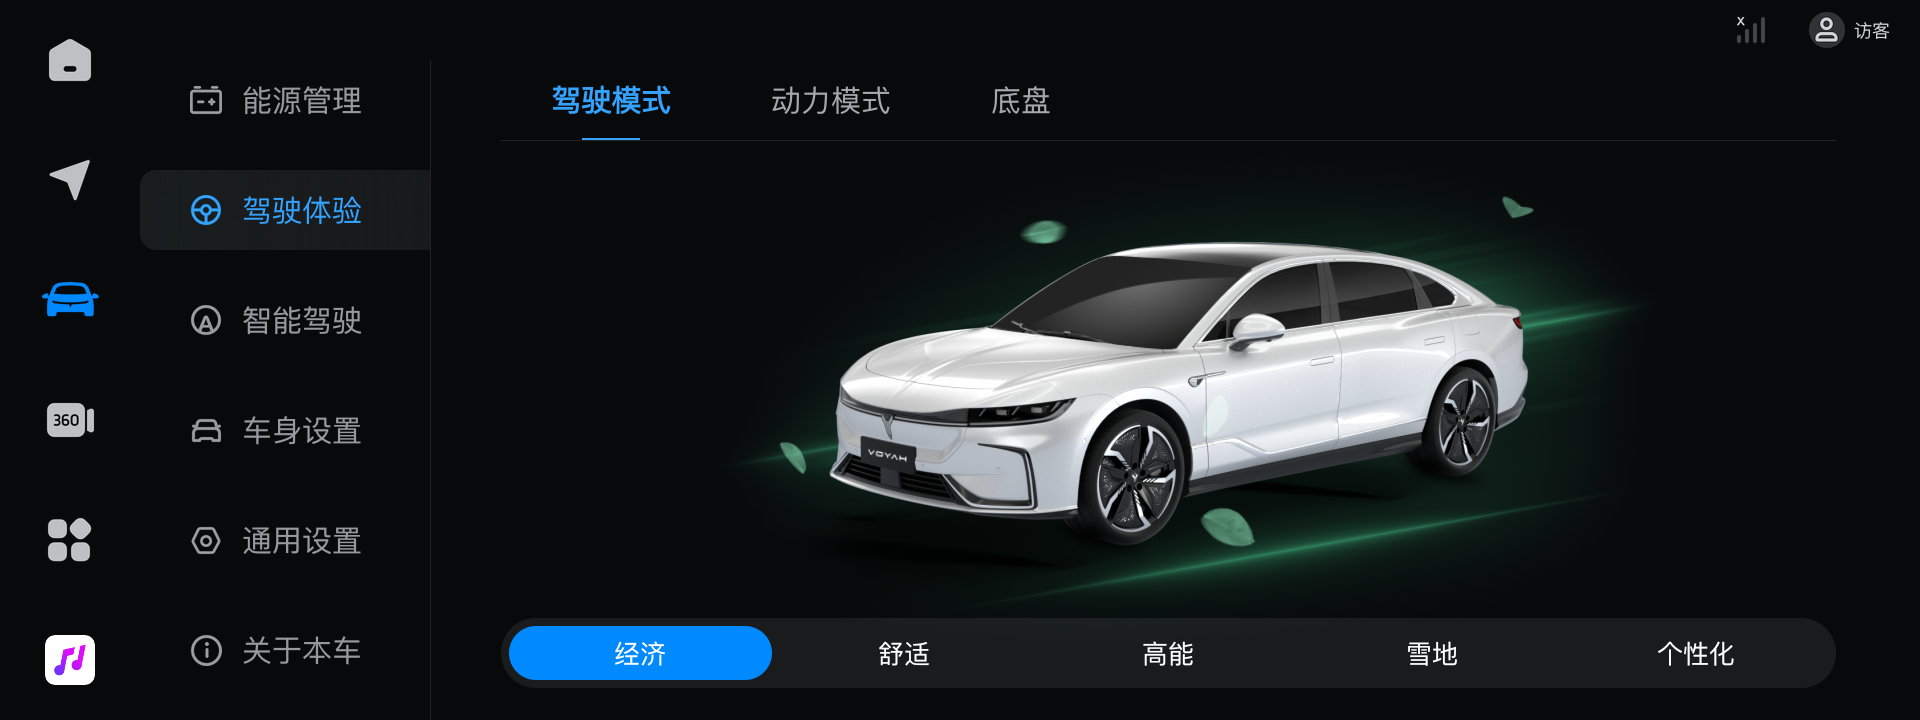 x
访客
能源管理
驾驶体验
智能驾驶
车身设置
通用设置
关于本车
360
驾驶模式
动力模式
底盘
VOYAH
经济
舒适
高能
雪地
个性化